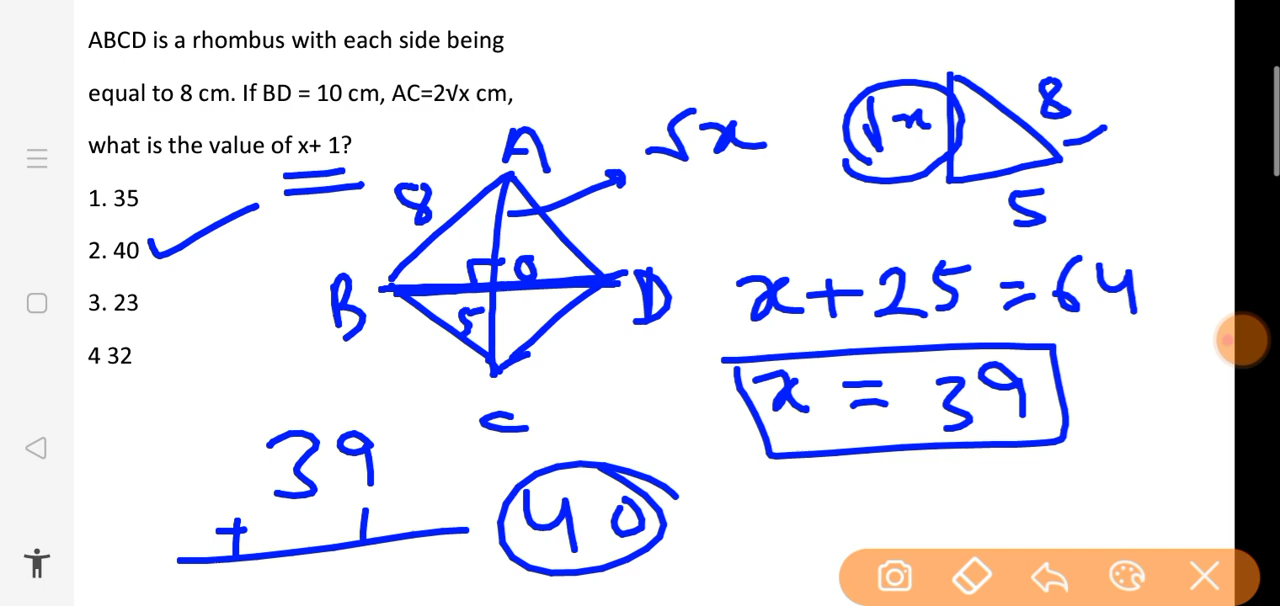 ABCD is a rhombus with each side being
equal to 8 cm. If BD = 10 cm, AC=2√x cm,
what is the value of x+ 1?
1. 35
2. 40
3. 23
4 32
A
8
√x
B
O
D
5
C
√x
8
5
x+25=64
x = 39
39
+ 1
40